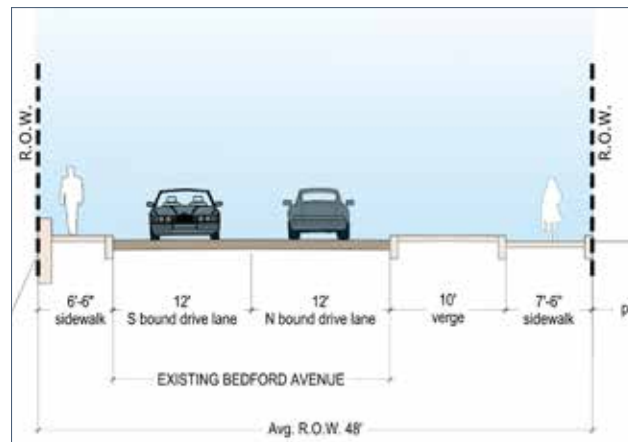 R.O.W.
R.O.W.
6'-6"
sidewalk
12'
S bound drive lane
12'
N bound drive lane
10'
verge
7'-6"
sidewalk
p
EXISTING BEDFORD AVENUE
Avg. R.O.W. 48'